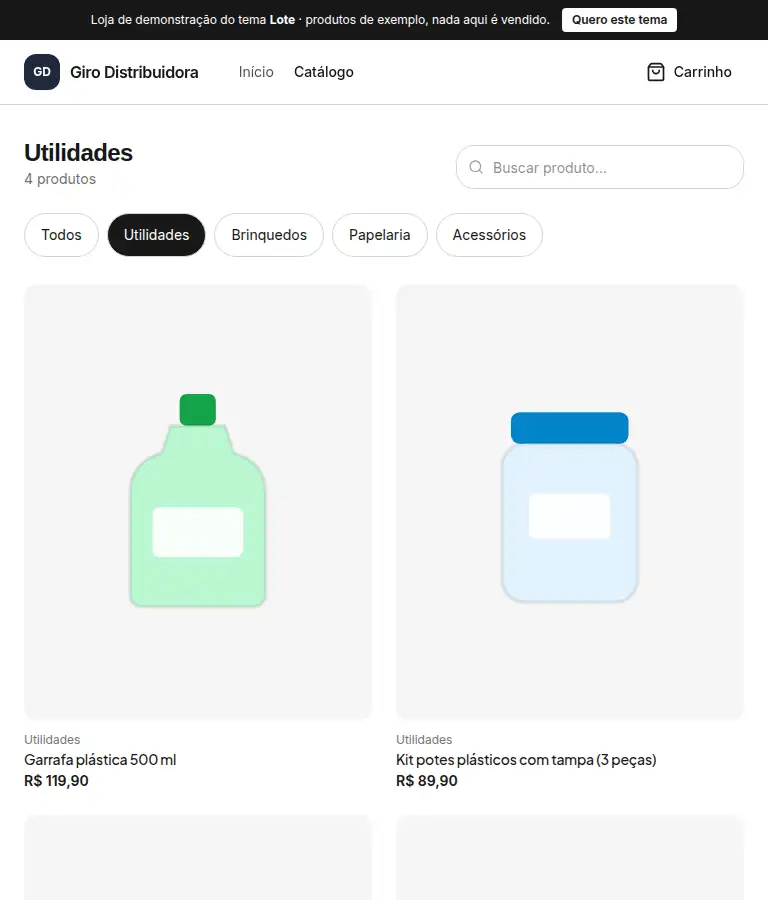 Loja de demonstração do tema Lote · produtos de exemplo, nada aqui é vendido. Quero este tema
GD Giro Distribuidora Início Catálogo Carrinho
Utilidades
4 produtos
Buscar produto...
Todos Utilidades Brinquedos Papelaria Acessórios
Utilidades
Garrafa plástica 500 ml
R$ 119,90
Utilidades
Kit potes plásticos com tampa (3 peças)
R$ 89,90